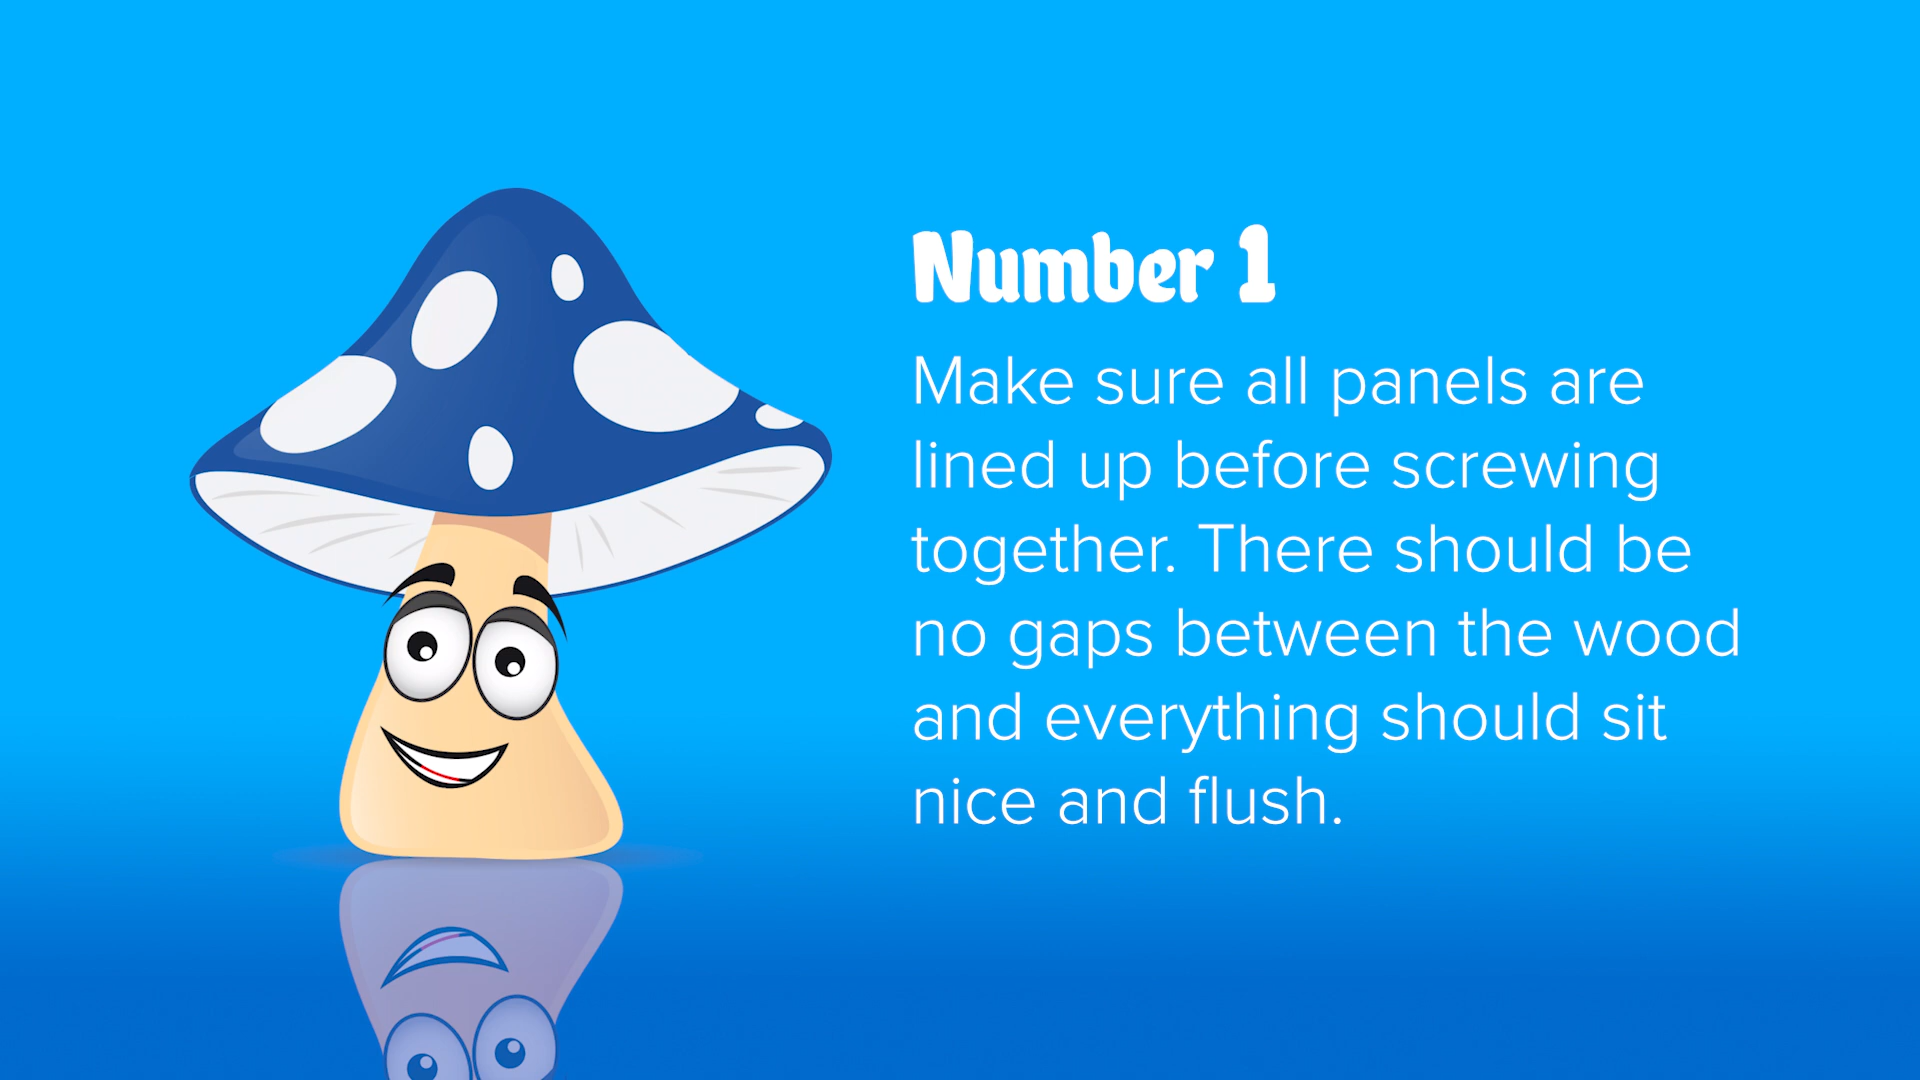 Number 1
Make sure all panels are
lined up before screwing
together. There should be
no gaps between the wood
and everything should sit
nice and flush.